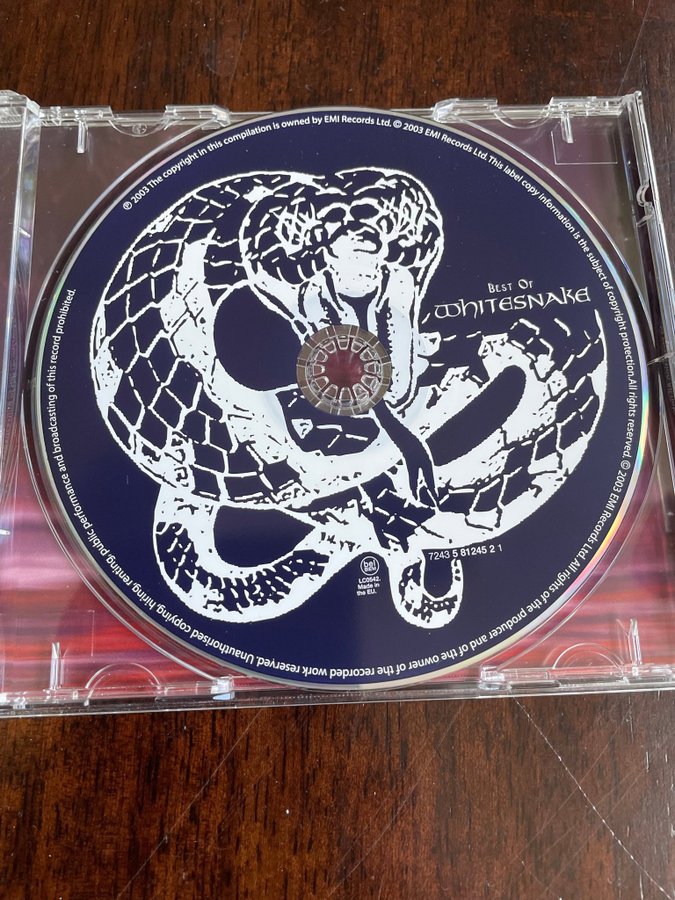 ℗ 2003 The copyright in this compilation is owned by EMI Records Ltd. © 2003 EMI Records Ltd. This label copy information is the subject of copyright protection. All rights reserved. © 2003 EMI Records Ltd. All rights of the producer and of the owner of the recorded work reserved. Unauthorised copying, hiring, renting, public performance and broadcasting of this record prohibited.
BEST OF
WHITESNAKE
7243 5 81245 2 1
bel
BIEM
LC0542.
Made in
the EU.